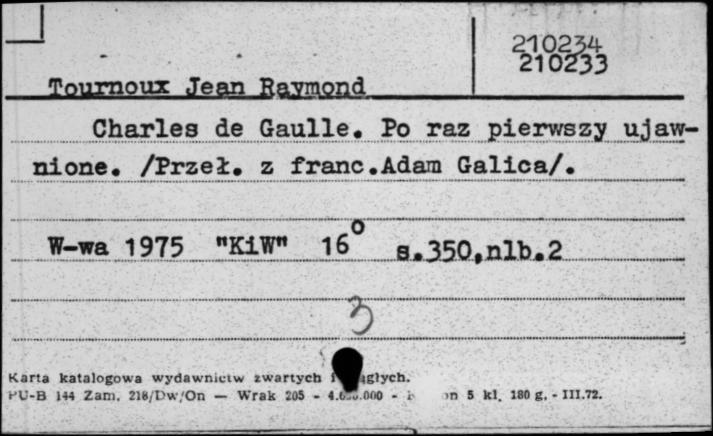 210234
210233
Tournoux Jean Raymond
Charles de Gaulle. Po raz pierwszy ujaw-
nione. /Przeł. z franc.Adam Galica/.
W-wa 1975 "KiW" 16° s.350,nlb.2
3
Karta katalogowa wydawnictw zwartych i ciągłych.
PU-B 144 Zam. 218/Dw/On — Wrak 205 - 5 kl. 180 g. - III.72.